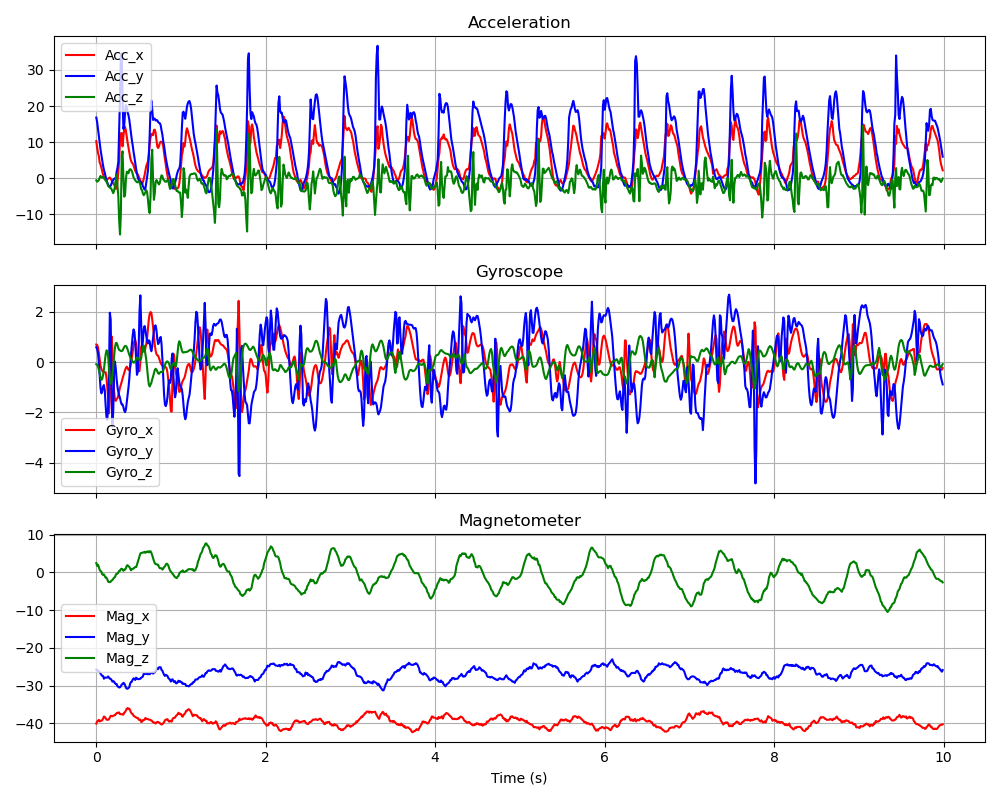 Acceleration
Acc_x
Acc_y
Acc_z
30
20
10
0
−10
Gyroscope
2
0
−2
−4
Gyro_x
Gyro_y
Gyro_z
Magnetometer
10
0
−10
−20
−30
−40
Mag_x
Mag_y
Mag_z
0 2 4 6 8 10
Time (s)